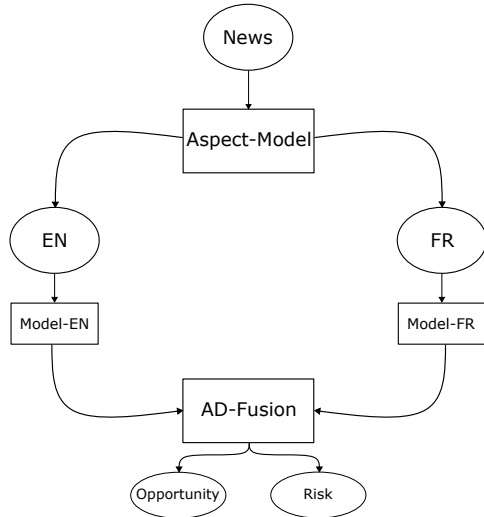 News
Aspect-Model
EN
FR
Model-EN
Model-FR
AD-Fusion
Opportunity
Risk